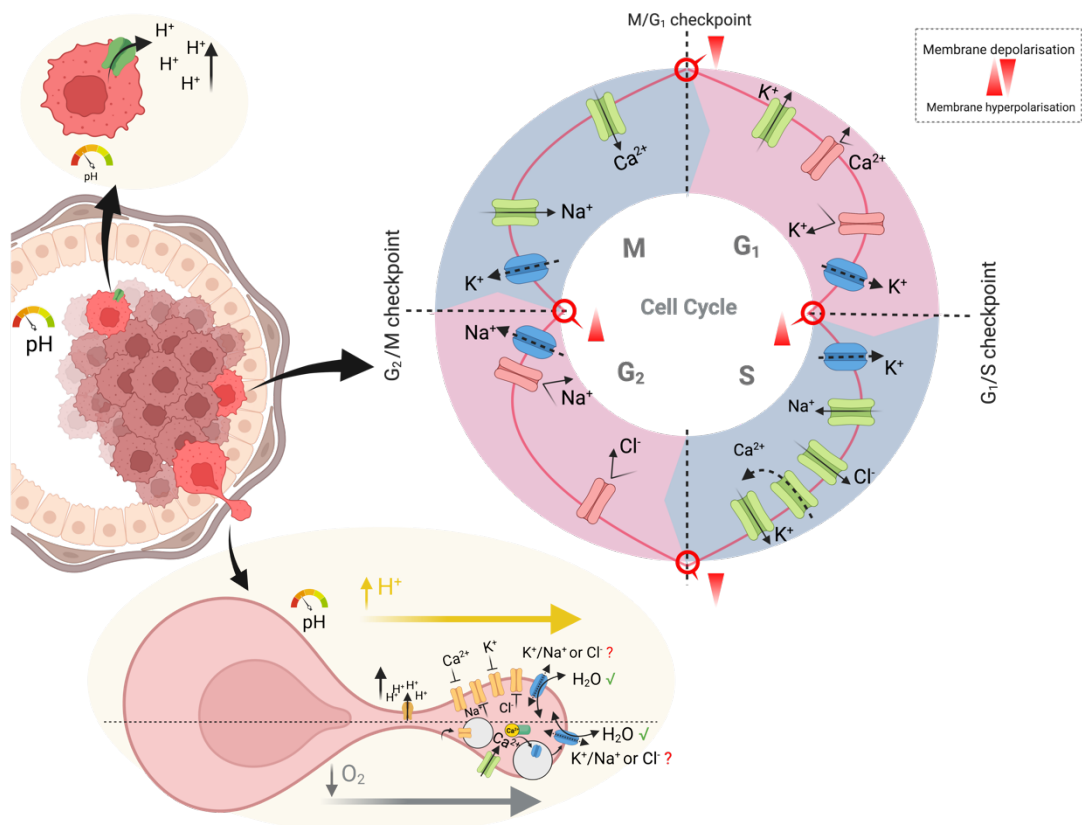 M/G₁ checkpoint
Membrane depolarisation
Membrane hyperpolarisation
H⁺
H⁺
H⁺
H⁺
H⁺
pH
K⁺
Ca²⁺
Ca²⁺
Na⁺
K⁺
K⁺
K⁺
M
G₁
Cell Cycle
G₂
S
G₂/M checkpoint
G₁/S checkpoint
pH
Na⁺
Na⁺
Cl⁻
K⁺
Na⁺
Ca²⁺
Cl⁻
K⁺
pH
H⁺
Ca²⁺
K⁺
K⁺/Na⁺ or Cl⁻ ?
H₂O √
H⁺
H⁺
H⁺
H⁺
Na⁺
Cl⁻
Ca²⁺
Ca²⁺
H₂O √
K⁺/Na⁺ or Cl⁻ ?
O₂